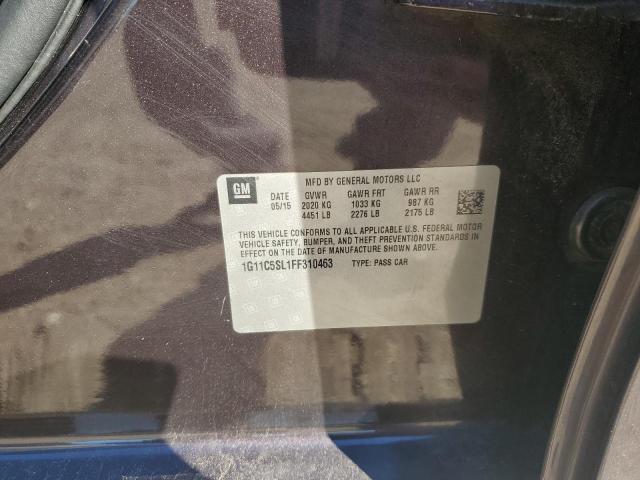 MFD BY GENERAL MOTORS LLC
GM
DATE GVWR GAWR FRT GAWR RR
05/15 2020 KG 1033 KG 987 KG
4451 LB 2276 LB 2175 LB
THIS VEHICLE CONFORMS TO ALL APPLICABLE U.S. FEDERAL MOTOR
VEHICLE SAFETY, BUMPER, AND THEFT PREVENTION STANDARDS IN
EFFECT ON THE DATE OF MANUFACTURE SHOWN ABOVE.
1G11C5SL1FF310463 TYPE: PASS CAR